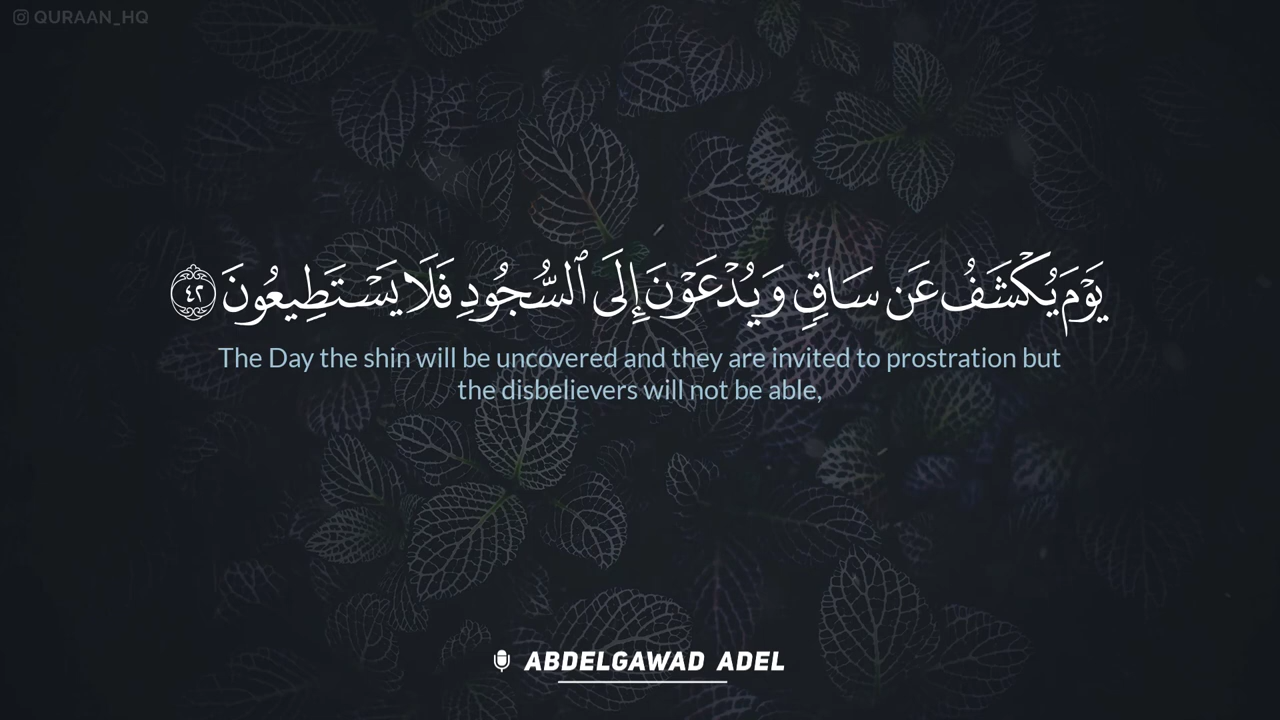 QURAAN_HQ
يَوْمَ يُكْشَفُ عَن سَاقٍ وَيُدْعَوْنَ إِلَى ٱلسُّجُودِ فَلَا يَسْتَطِيعُونَ ٤٢
The Day the shin will be uncovered and they are invited to prostration but
the disbelievers will not be able,
ABDELGAWAD ADEL